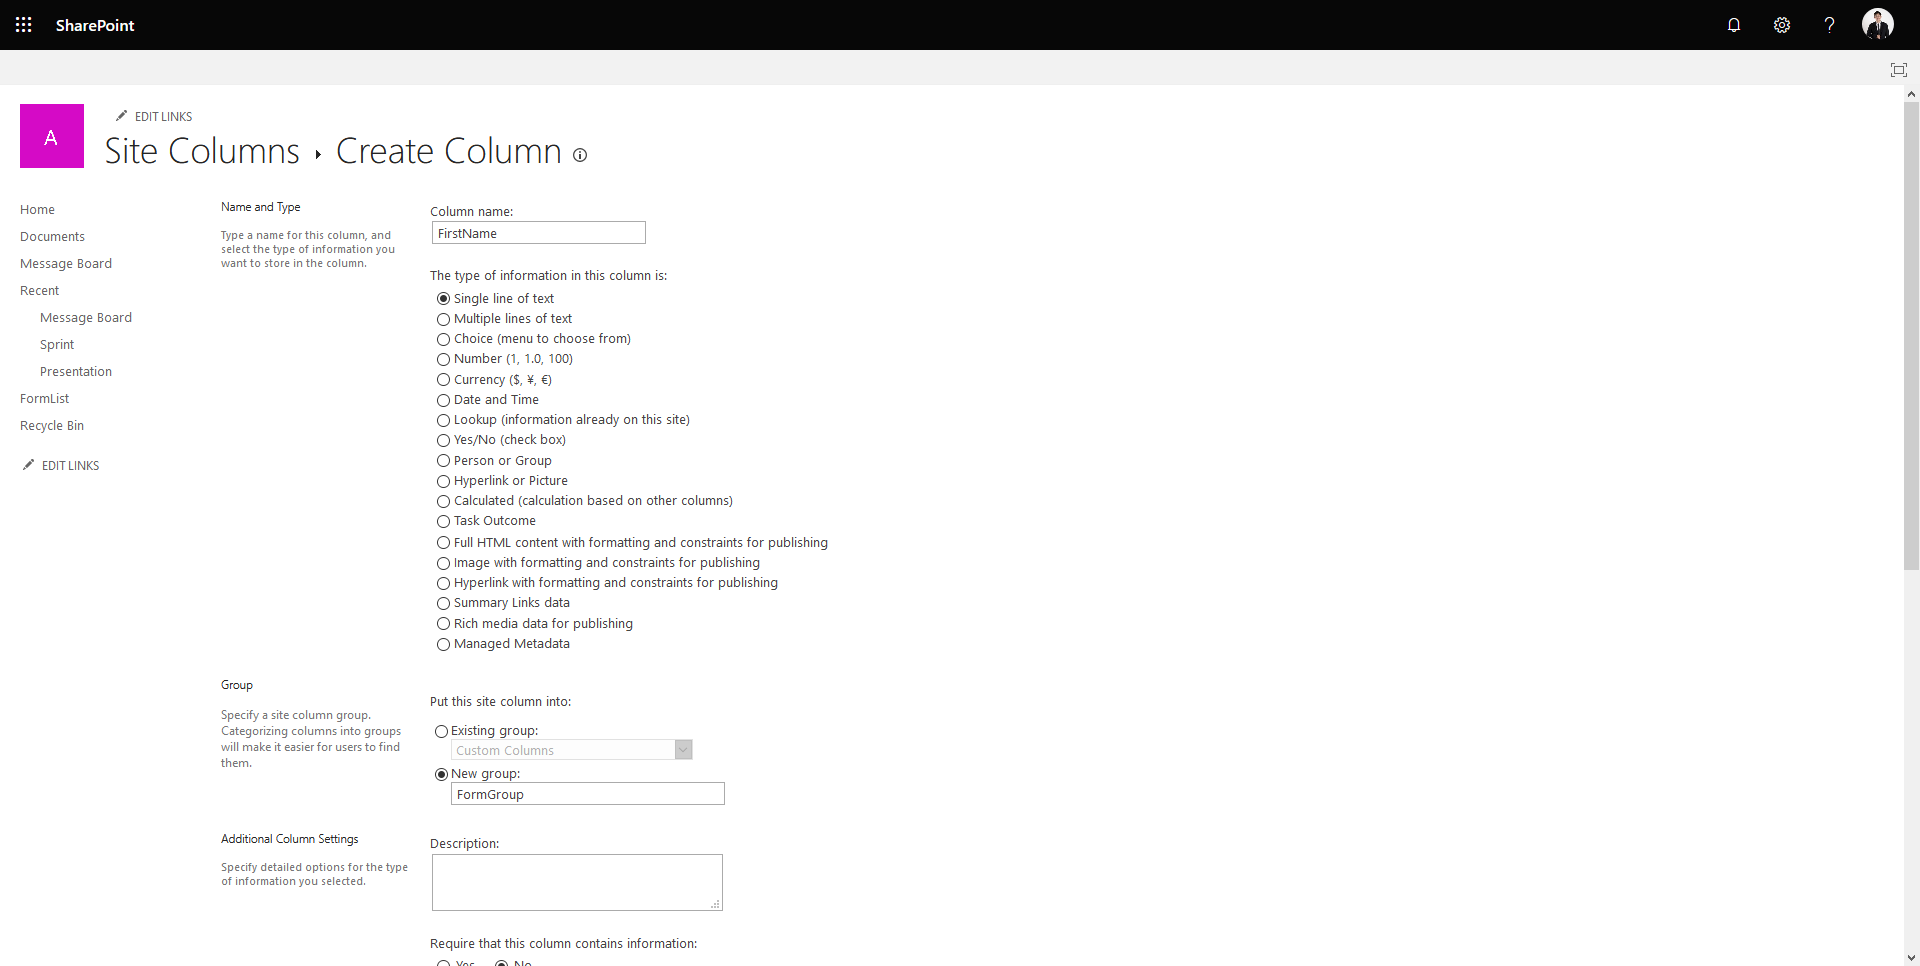 SharePoint
A
EDIT LINKS
Site Columns ▸ Create Column
Home
Documents
Message Board
Recent
Message Board
Sprint
Presentation
FormList
Recycle Bin
EDIT LINKS
Name and Type
Type a name for this column, and
select the type of information you
want to store in the column.
Column name:
FirstName
The type of information in this column is:
Single line of text
Multiple lines of text
Choice (menu to choose from)
Number (1, 1.0, 100)
Currency ($, ¥, €)
Date and Time
Lookup (information already on this site)
Yes/No (check box)
Person or Group
Hyperlink or Picture
Calculated (calculation based on other columns)
Task Outcome
Full HTML content with formatting and constraints for publishing
Image with formatting and constraints for publishing
Hyperlink with formatting and constraints for publishing
Summary Links data
Rich media data for publishing
Managed Metadata
Group
Specify a site column group.
Categorizing columns into groups
will make it easier for users to find
them.
Put this site column into:
Existing group:
Custom Columns
New group:
FormGroup
Additional Column Settings
Specify detailed options for the type
of information you selected.
Description:
Require that this column contains information:
Yes No